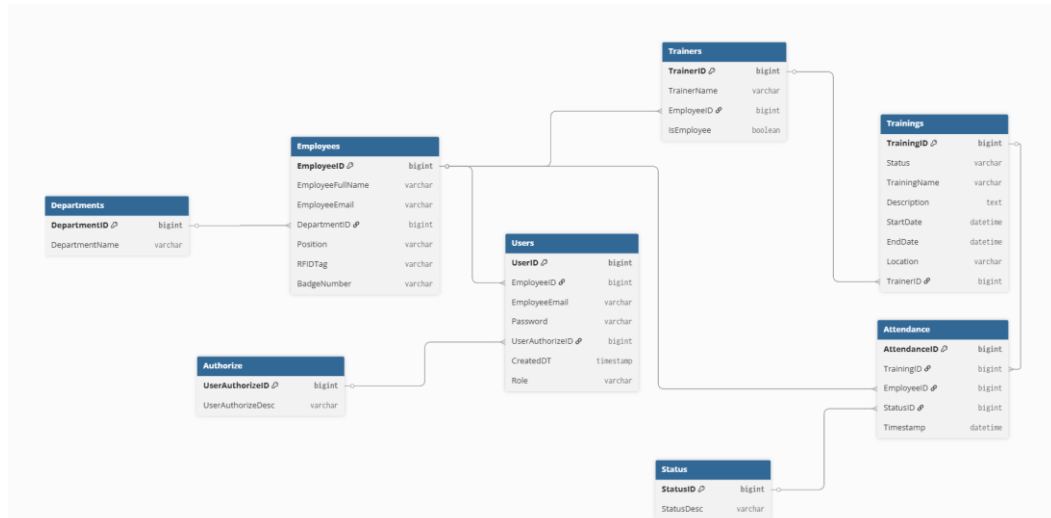 Departments
DepartmentID bigint
DepartmentName varchar
Employees
EmployeeID bigint
EmployeeFullName varchar
EmployeeEmail varchar
DepartmentID bigint
Position varchar
RFIDTag varchar
BadgeNumber varchar
Authorize
UserAuthorizeID bigint
UserAuthorizeDesc varchar
Users
UserID bigint
EmployeeID bigint
EmployeeEmail varchar
Password varchar
UserAuthorizeID bigint
CreatedDT timestamp
Role varchar
Trainers
TrainerID bigint
TrainerName varchar
EmployeeID bigint
IsEmployee boolean
Trainings
TrainingID bigint
Status varchar
TrainingName varchar
Description text
StartDate datetime
EndDate datetime
Location varchar
TrainerID bigint
Attendance
AttendanceID bigint
TrainingID bigint
EmployeeID bigint
StatusID bigint
Timestamp datetime
Status
StatusID bigint
StatusDesc varchar